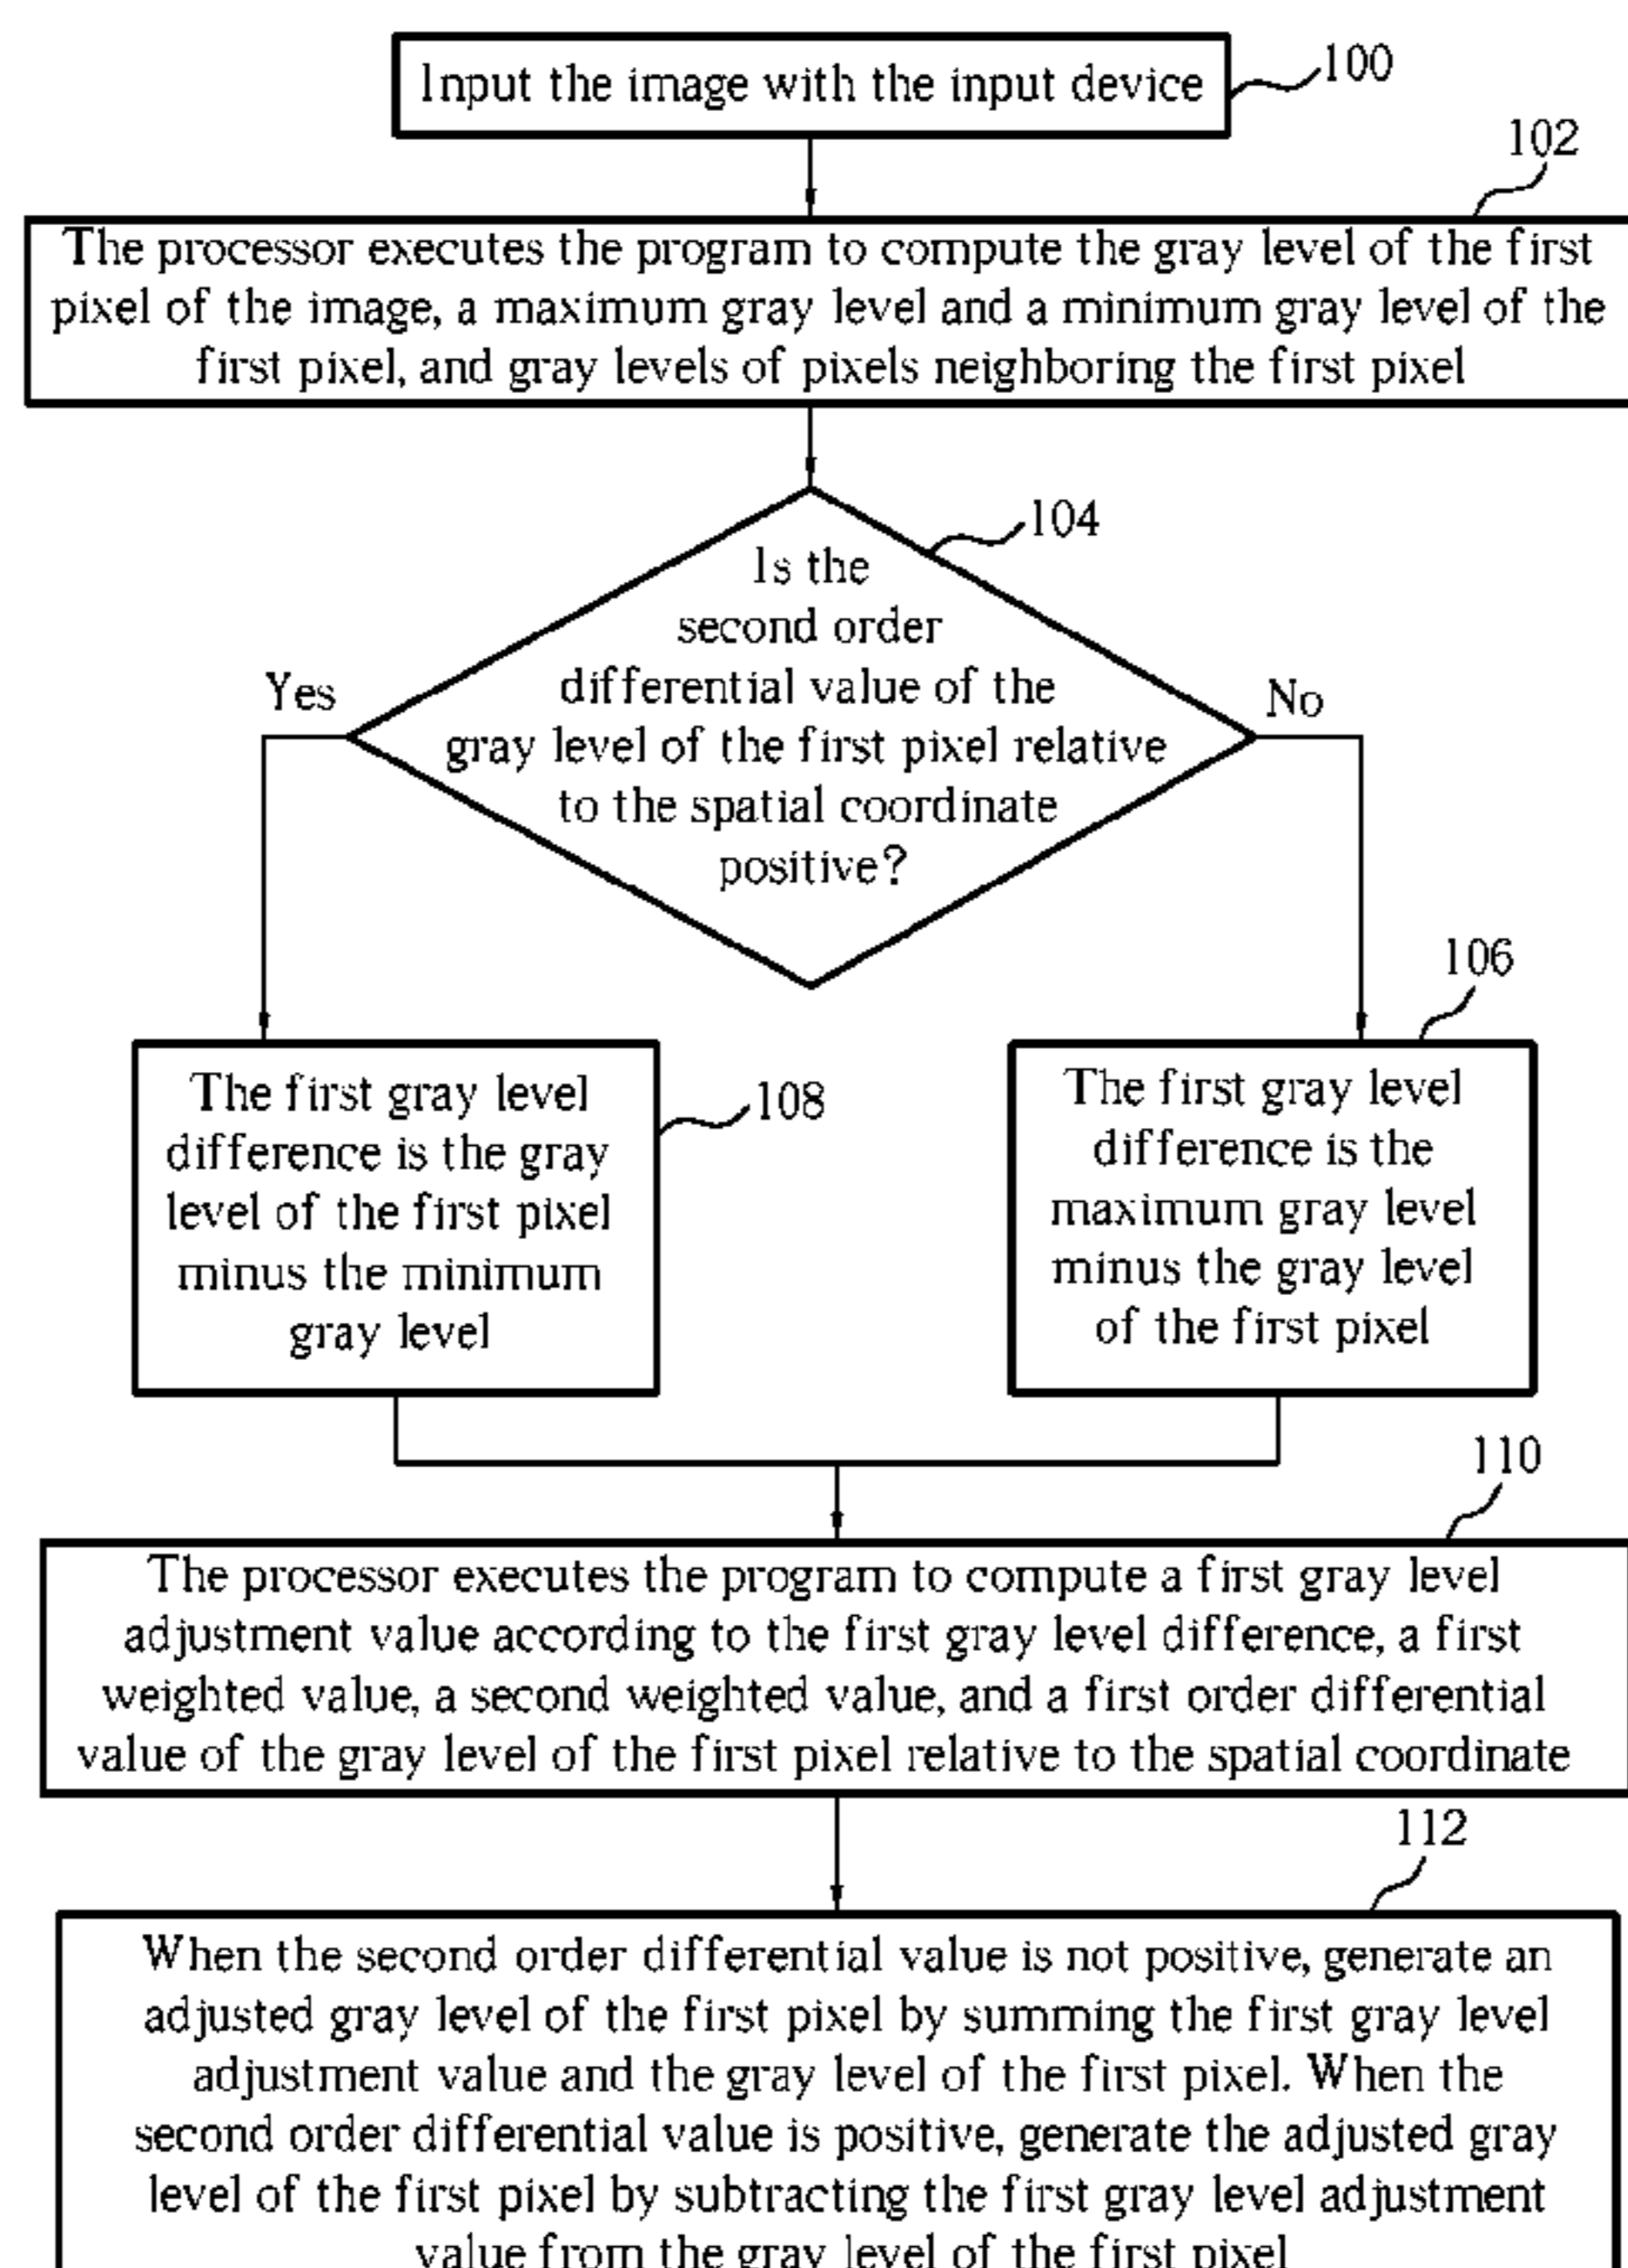 Input the image with the input device
100
102
The processor executes the program to compute the gray level of the first
pixel of the image, a maximum gray level and a minimum gray level of the
first pixel, and gray levels of pixels neighboring the first pixel
104
Is the
second order
differential value of the
gray level of the first pixel relative
to the spatial coordinate
positive?
Yes
No
106
The first gray level
difference is the gray
level of the first pixel
minus the minimum
gray level
108
The first gray level
difference is the
maximum gray level
minus the gray level
of the first pixel
110
The processor executes the program to compute a first gray level
adjustment value according to the first gray level difference, a first
weighted value, a second weighted value, and a first order differential
value of the gray level of the first pixel relative to the spatial coordinate
112
When the second order differential value is not positive, generate an
adjusted gray level of the first pixel by summing the first gray level
adjustment value and the gray level of the first pixel. When the
second order differential value is positive, generate the adjusted gray
level of the first pixel by subtracting the first gray level adjustment
value from the gray level of the first pixel